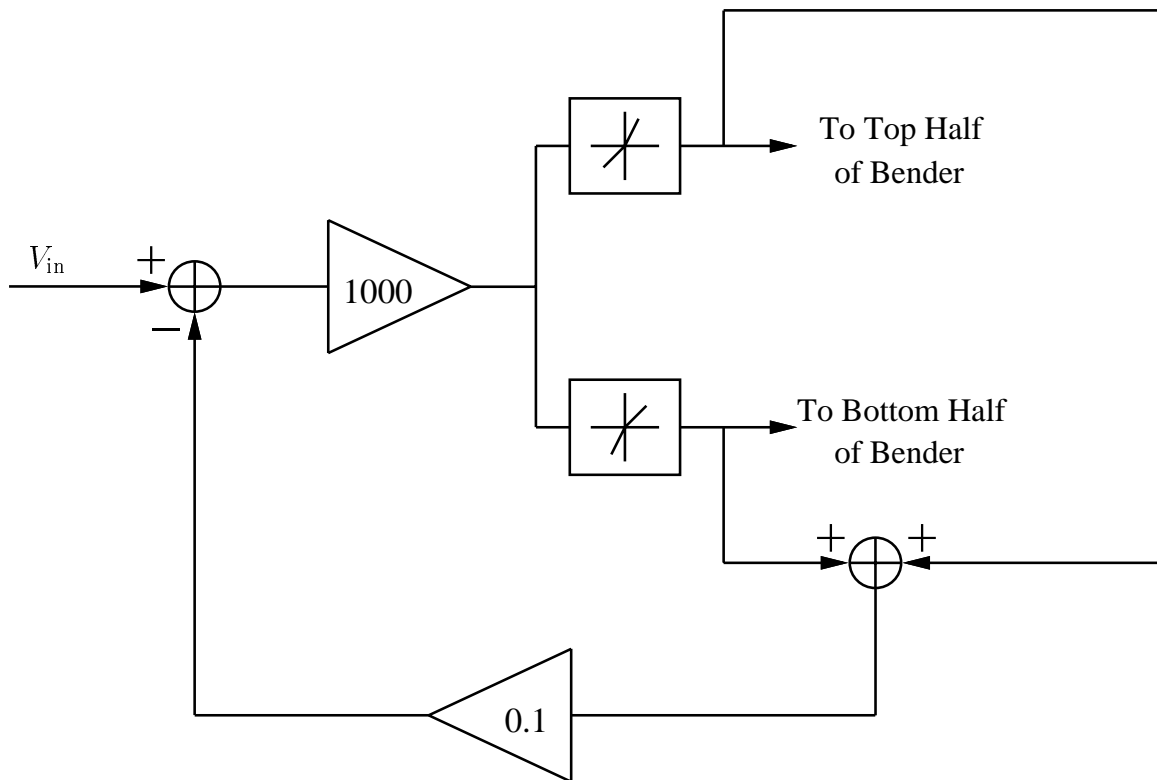 To Top Half
of Bender
V_in
+
1000
−
To Bottom Half
of Bender
+
+
0.1